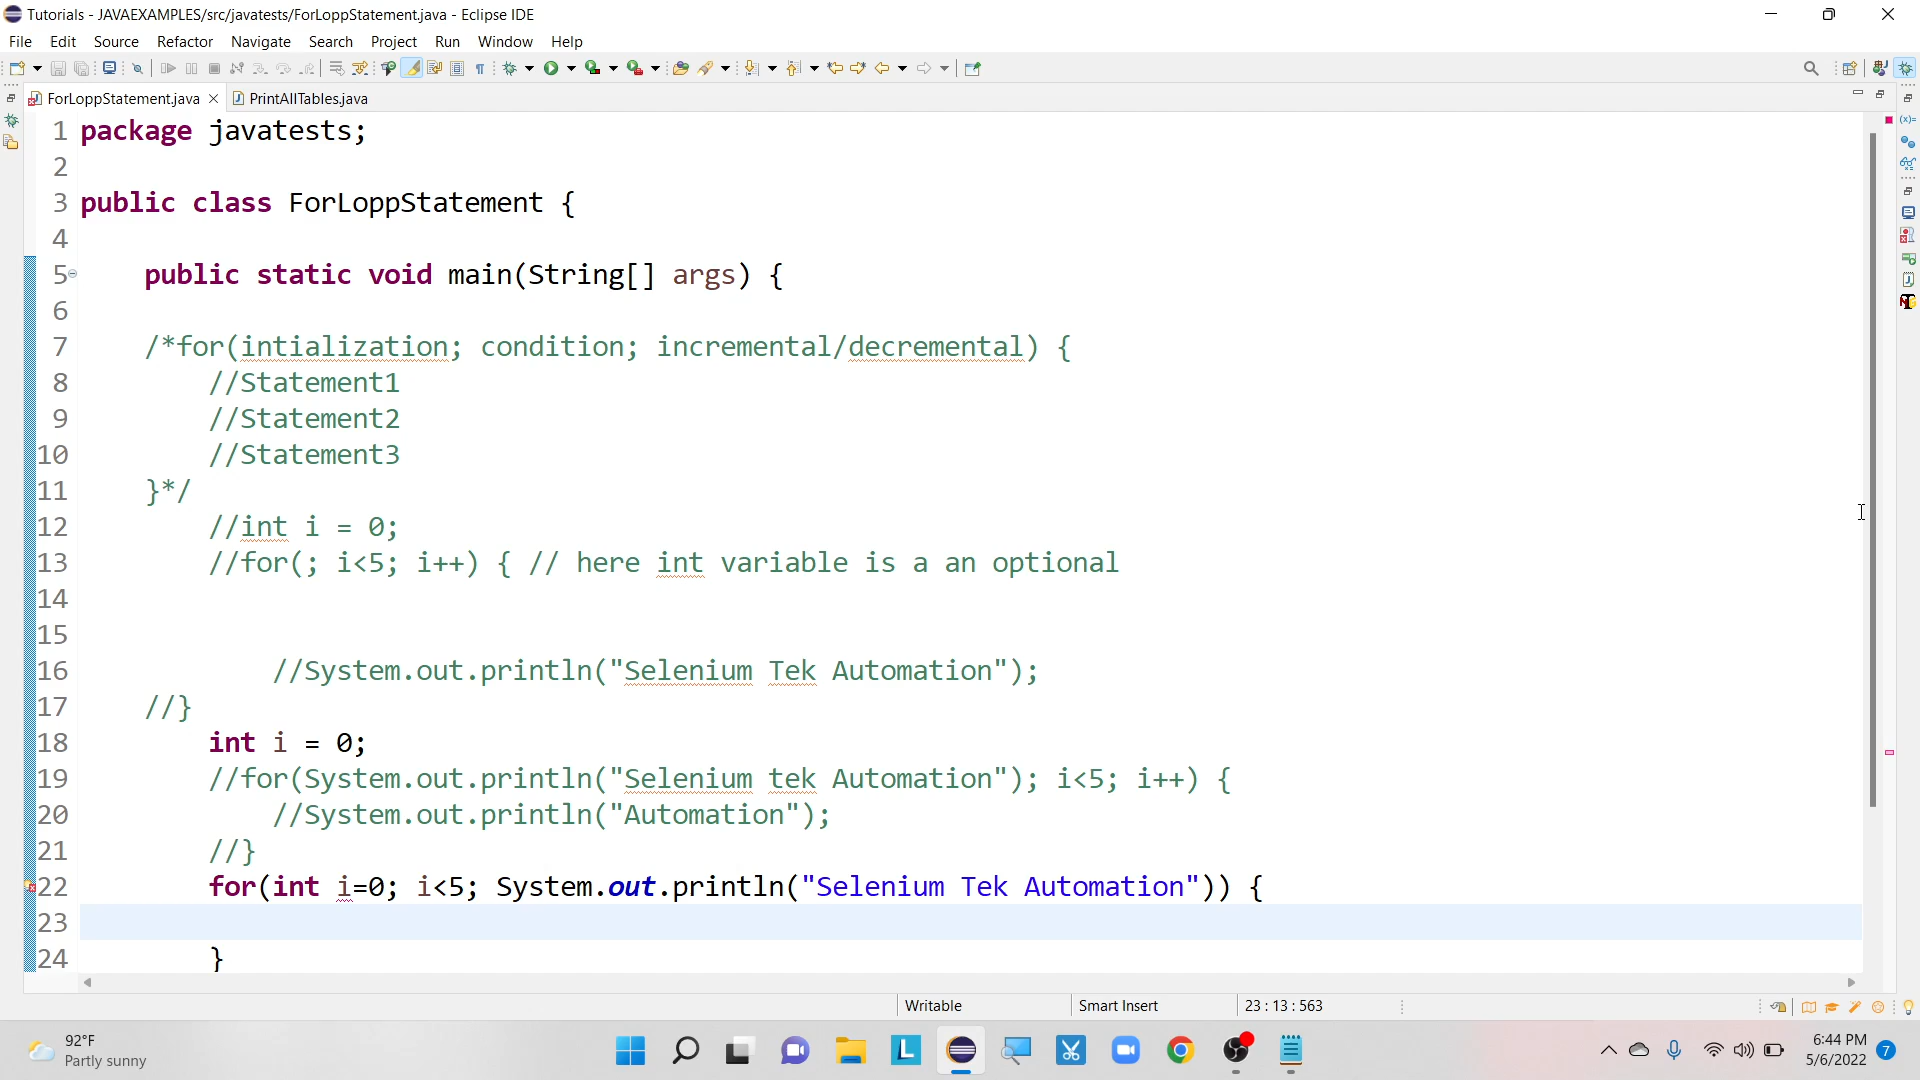 Tutorials - JAVAEXAMPLES/src/javatests/ForLoppStatement.java - Eclipse IDE
File Edit Source Refactor Navigate Search Project Run Window Help
ForLoppStatement.java PrintAllTables.java
1 package javatests;
2
3 public class ForLoppStatement {
4
5 public static void main(String[] args) {
6
7 /*for(intialization; condition; incremental/decremental) {
8 //Statement1
9 //Statement2
10 //Statement3
11 }*/
12 //int i = 0;
13 //for(; i<5; i++) { // here int variable is a an optional
14
15
16 //System.out.println("Selenium Tek Automation");
17 //}
18 int i = 0;
19 //for(System.out.println("Selenium tek Automation"); i<5; i++) {
20 //System.out.println("Automation");
21 //}
22 for(int i=0; i<5; System.out.println("Selenium Tek Automation")) {
23
24 }
Writable Smart Insert 23 : 13 : 563
92°F
Partly sunny
6:44 PM
5/6/2022 7